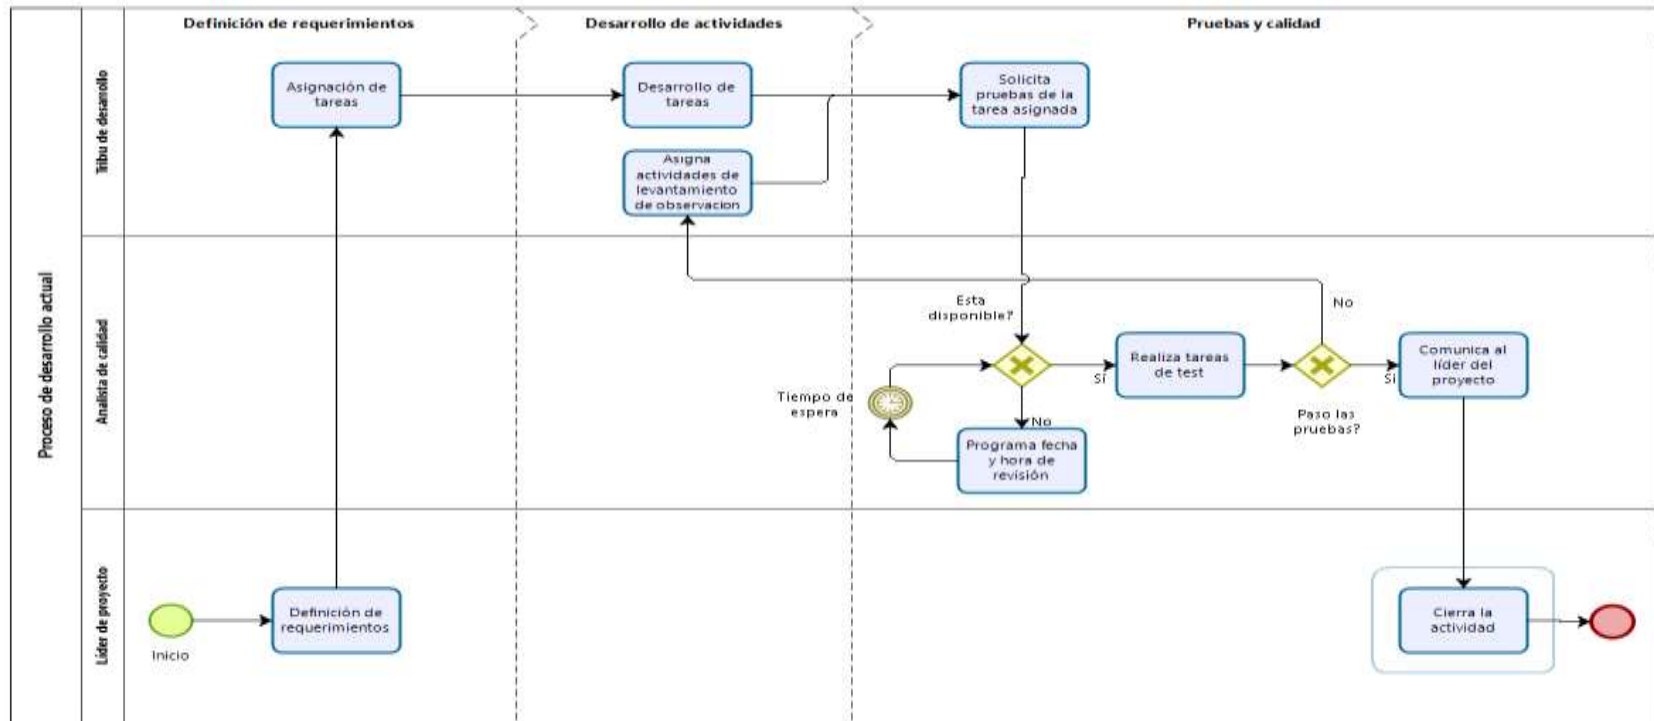 Proceso de desarrollo actual
Definición de requerimientos
Desarrollo de actividades
Pruebas y calidad
Tribu de desarrollo
Asignación de
tareas
Desarrollo de
tareas
Solicita
pruebas de la
tarea asignada
Asigna
actividades de
levantamiento
de observacion
Analista de calidad
Esta
disponible?
No
Realiza tareas
de test
Sí
Comunica al
líder del
proyecto
Si
Tiempo de
espera
No
Paso las
pruebas?
Programa fecha
y hora de
revisión
Líder de proyecto
Inicio
Definición de
requerimientos
Cierra la
actividad